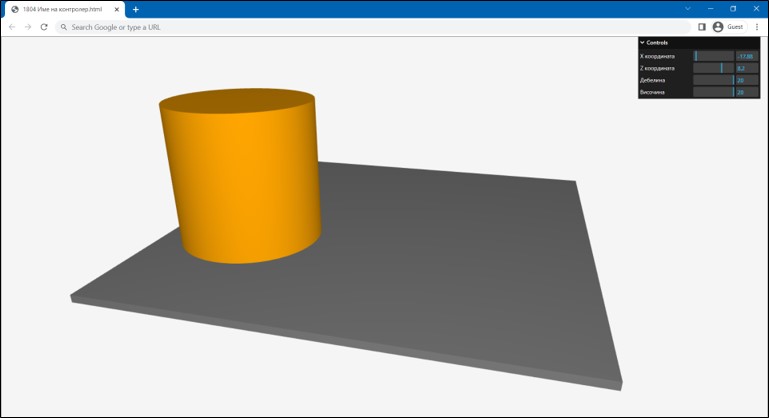 1804 Име на контролер.html
Search Google or type a URL
Guest
Controls
X координата
-17,95
Z координата
8,2
Дебелина
20
Височина
20